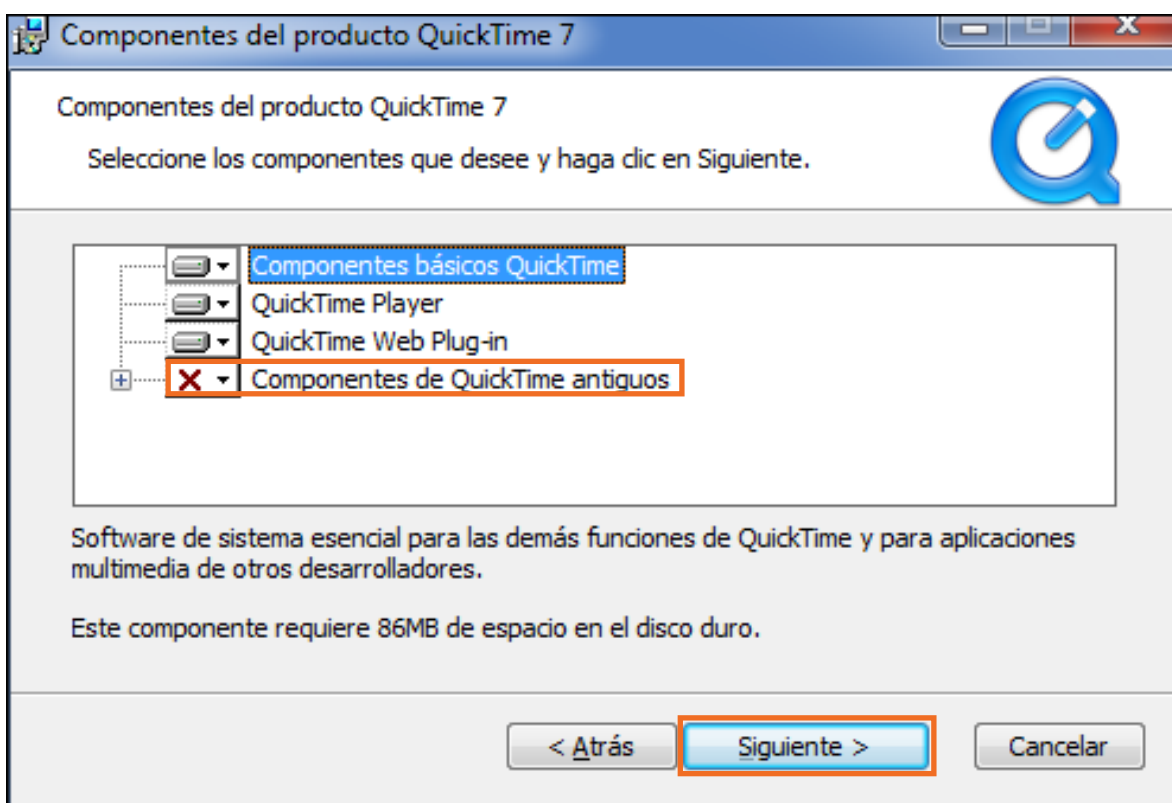 Componentes del producto QuickTime 7
Componentes del producto QuickTime 7
Seleccione los componentes que desee y haga clic en Siguiente.
Componentes básicos QuickTime
QuickTime Player
QuickTime Web Plug-in
Componentes de QuickTime antiguos
Software de sistema esencial para las demás funciones de QuickTime y para aplicaciones
multimedia de otros desarrolladores.
Este componente requiere 86MB de espacio en el disco duro.
< Atrás Siguiente > Cancelar